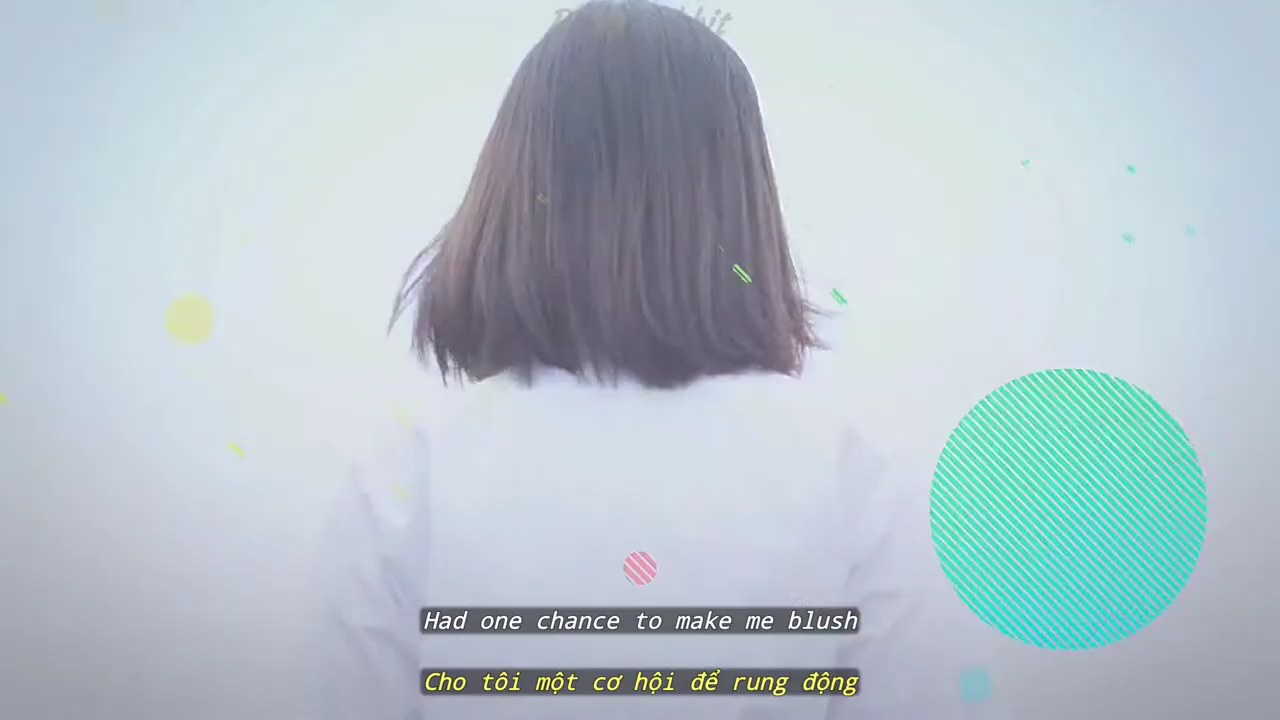 Had one chance to make me blush
Cho tôi một cơ hội để rung động